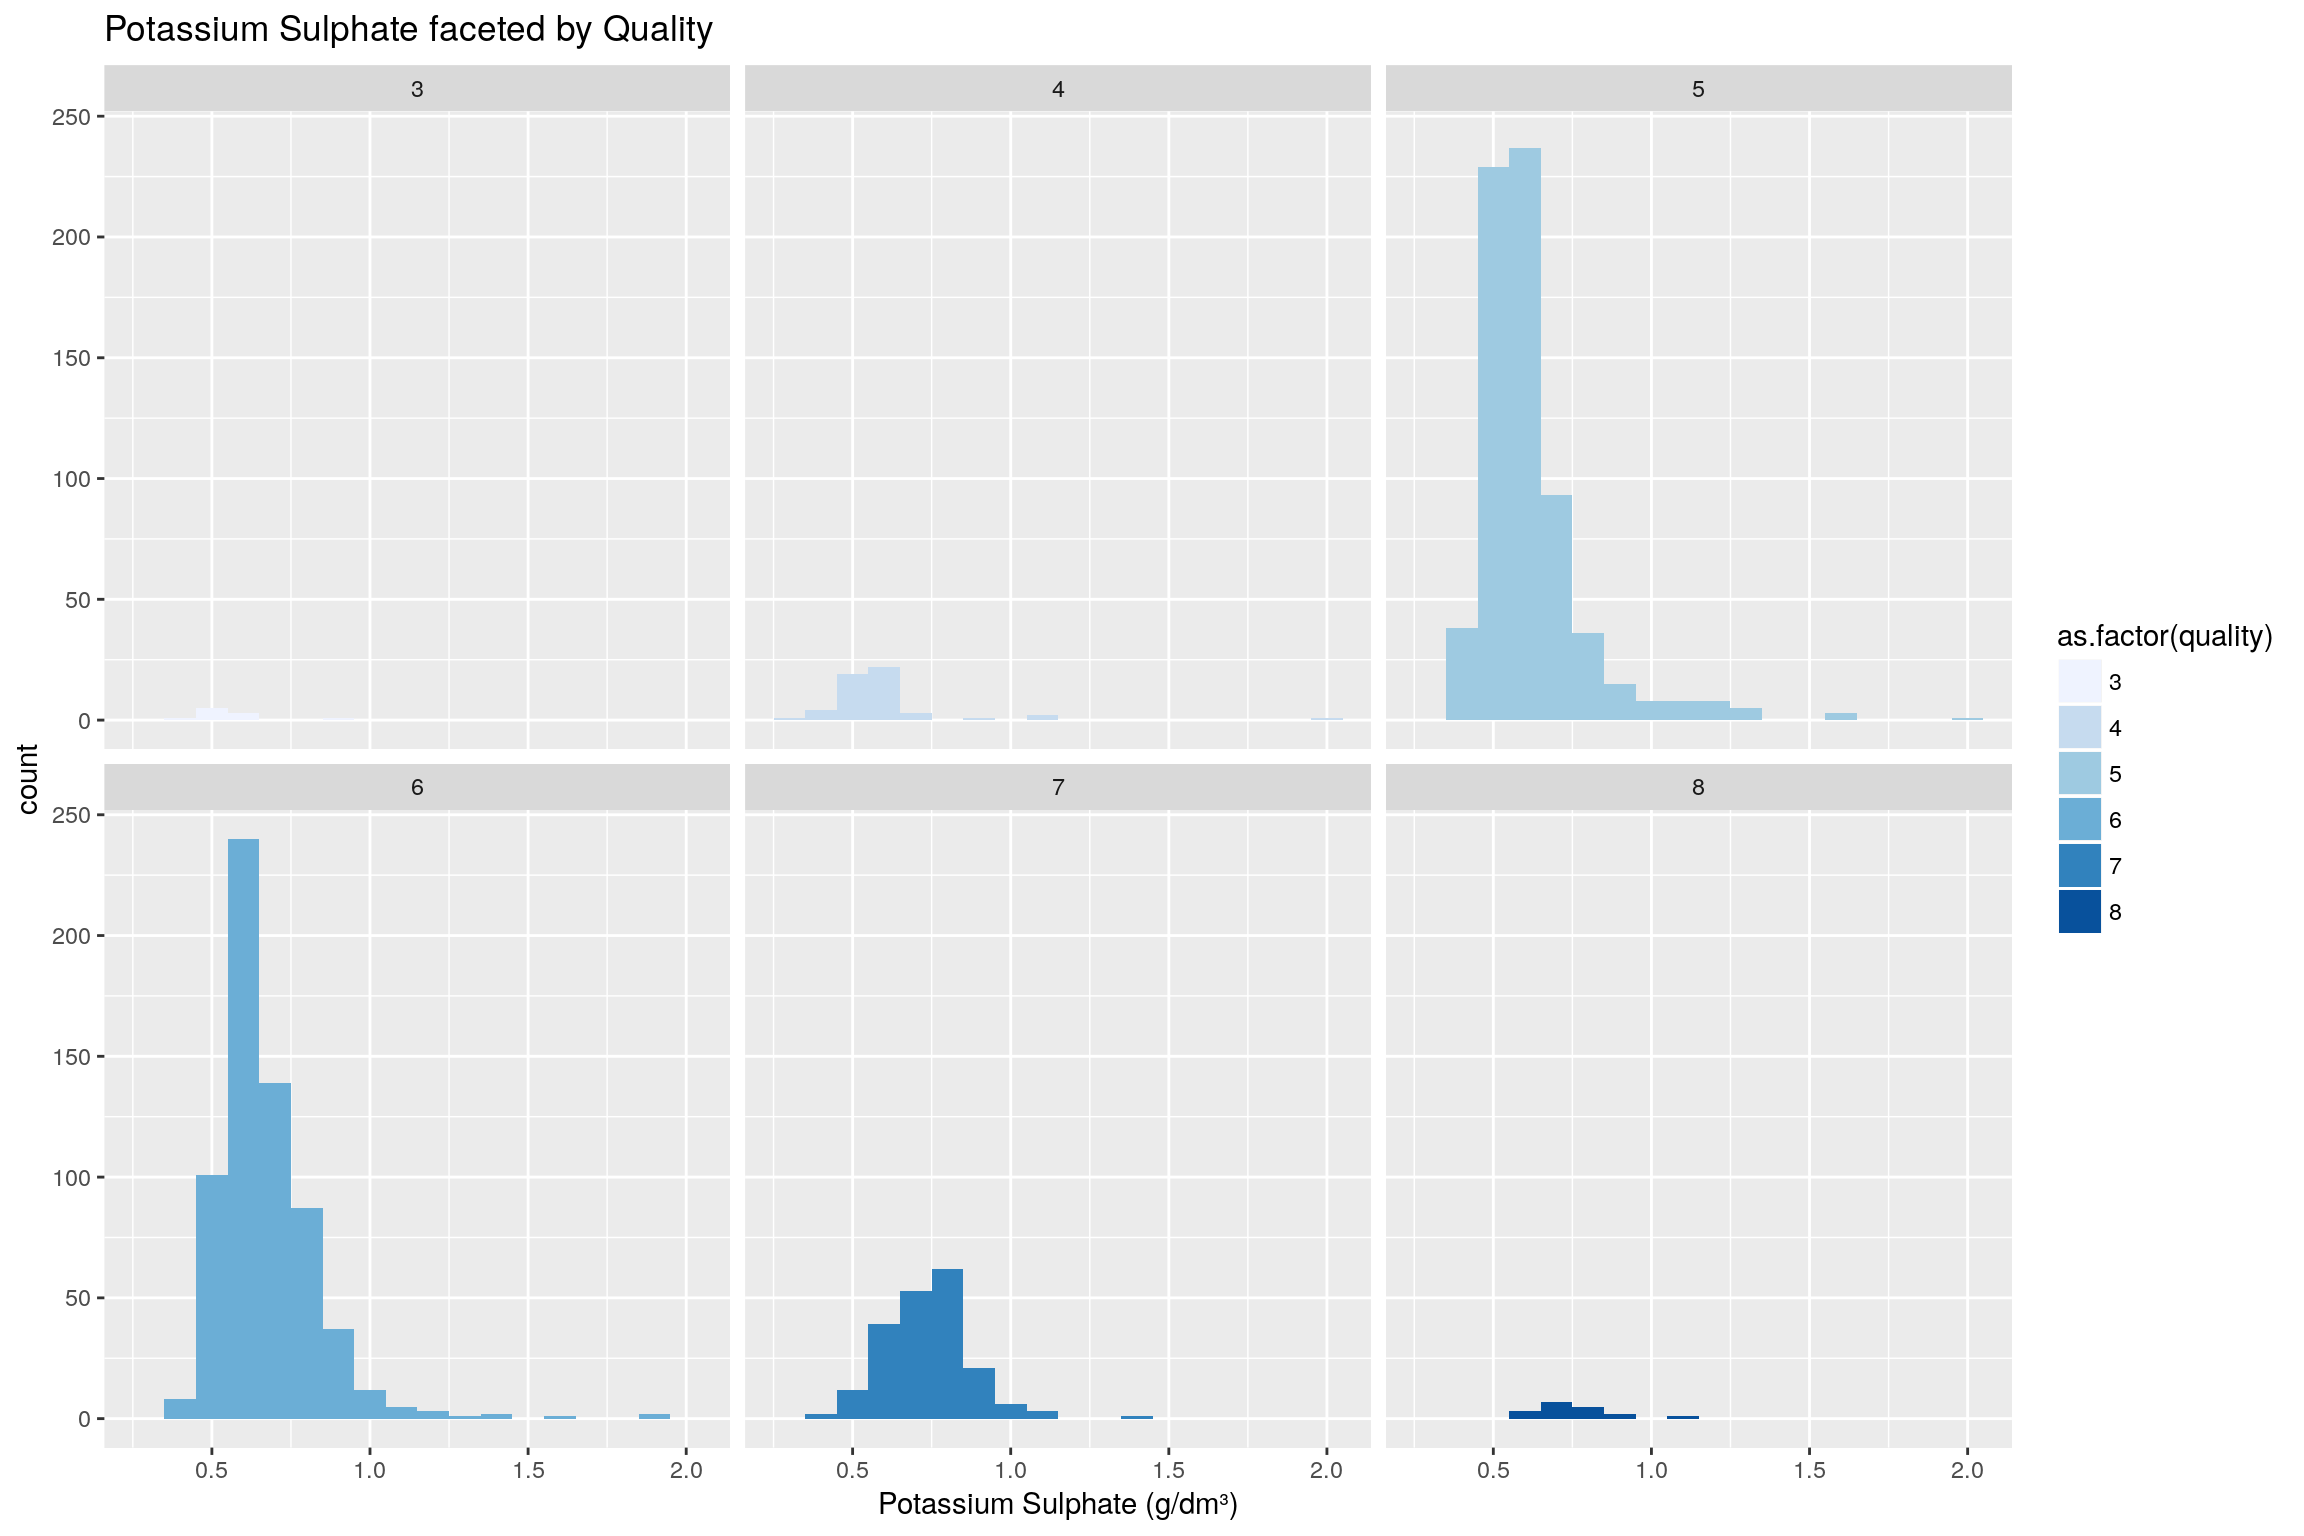 Potassium Sulphate faceted by Quality
3 4 5
250
200
150
100
50
0
count
6 7 8
250
200
150
100
50
0
0.5 1.0 1.5 2.0 0.5 1.0 1.5 2.0 0.5 1.0 1.5 2.0
Potassium Sulphate (g/dm³)
as.factor(quality)
3
4
5
6
7
8